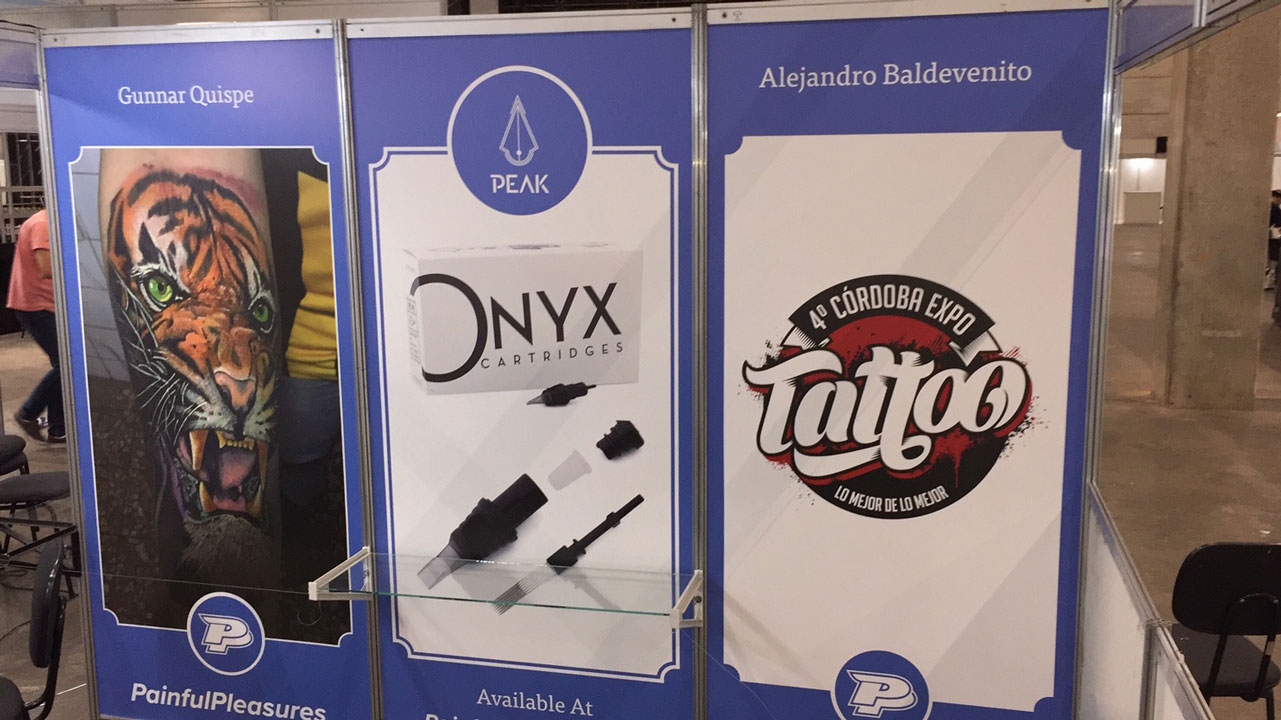 Gunnar Quispe
PainfulPleasures
PEAK
ONYX
CARTRIDGES
Available At
Alejandro Baldevenito
4º CÓRDOBA EXPO
Tattoo
LO MEJOR DE LO MEJOR